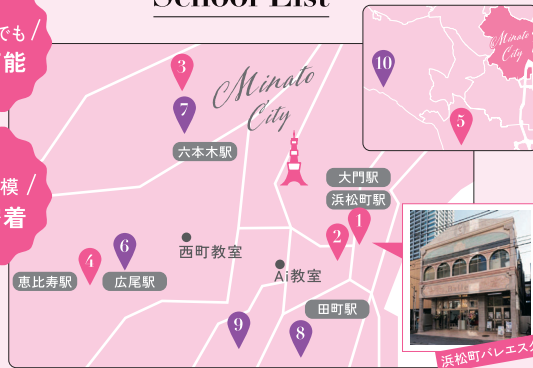 School List
でも
能
模
着
Minato
City
Minato
City
10
5
3
7
六本木駅
大門駅
浜松町駅
1
2
西町教室
Ai教室
4
6
恵比寿駅
広尾駅
田町駅
9
8
浜松町バレエス